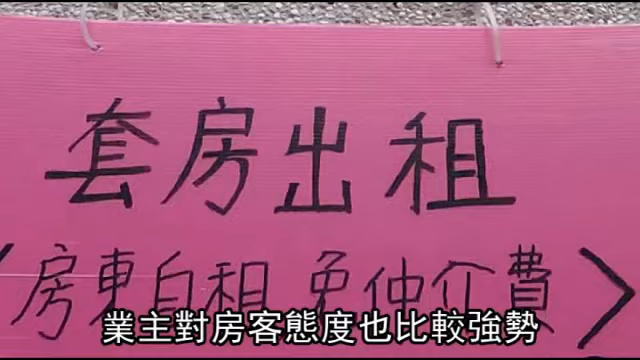 套房出租
〈房東自租 免仲介費〉
業主對房客態度也比較強勢